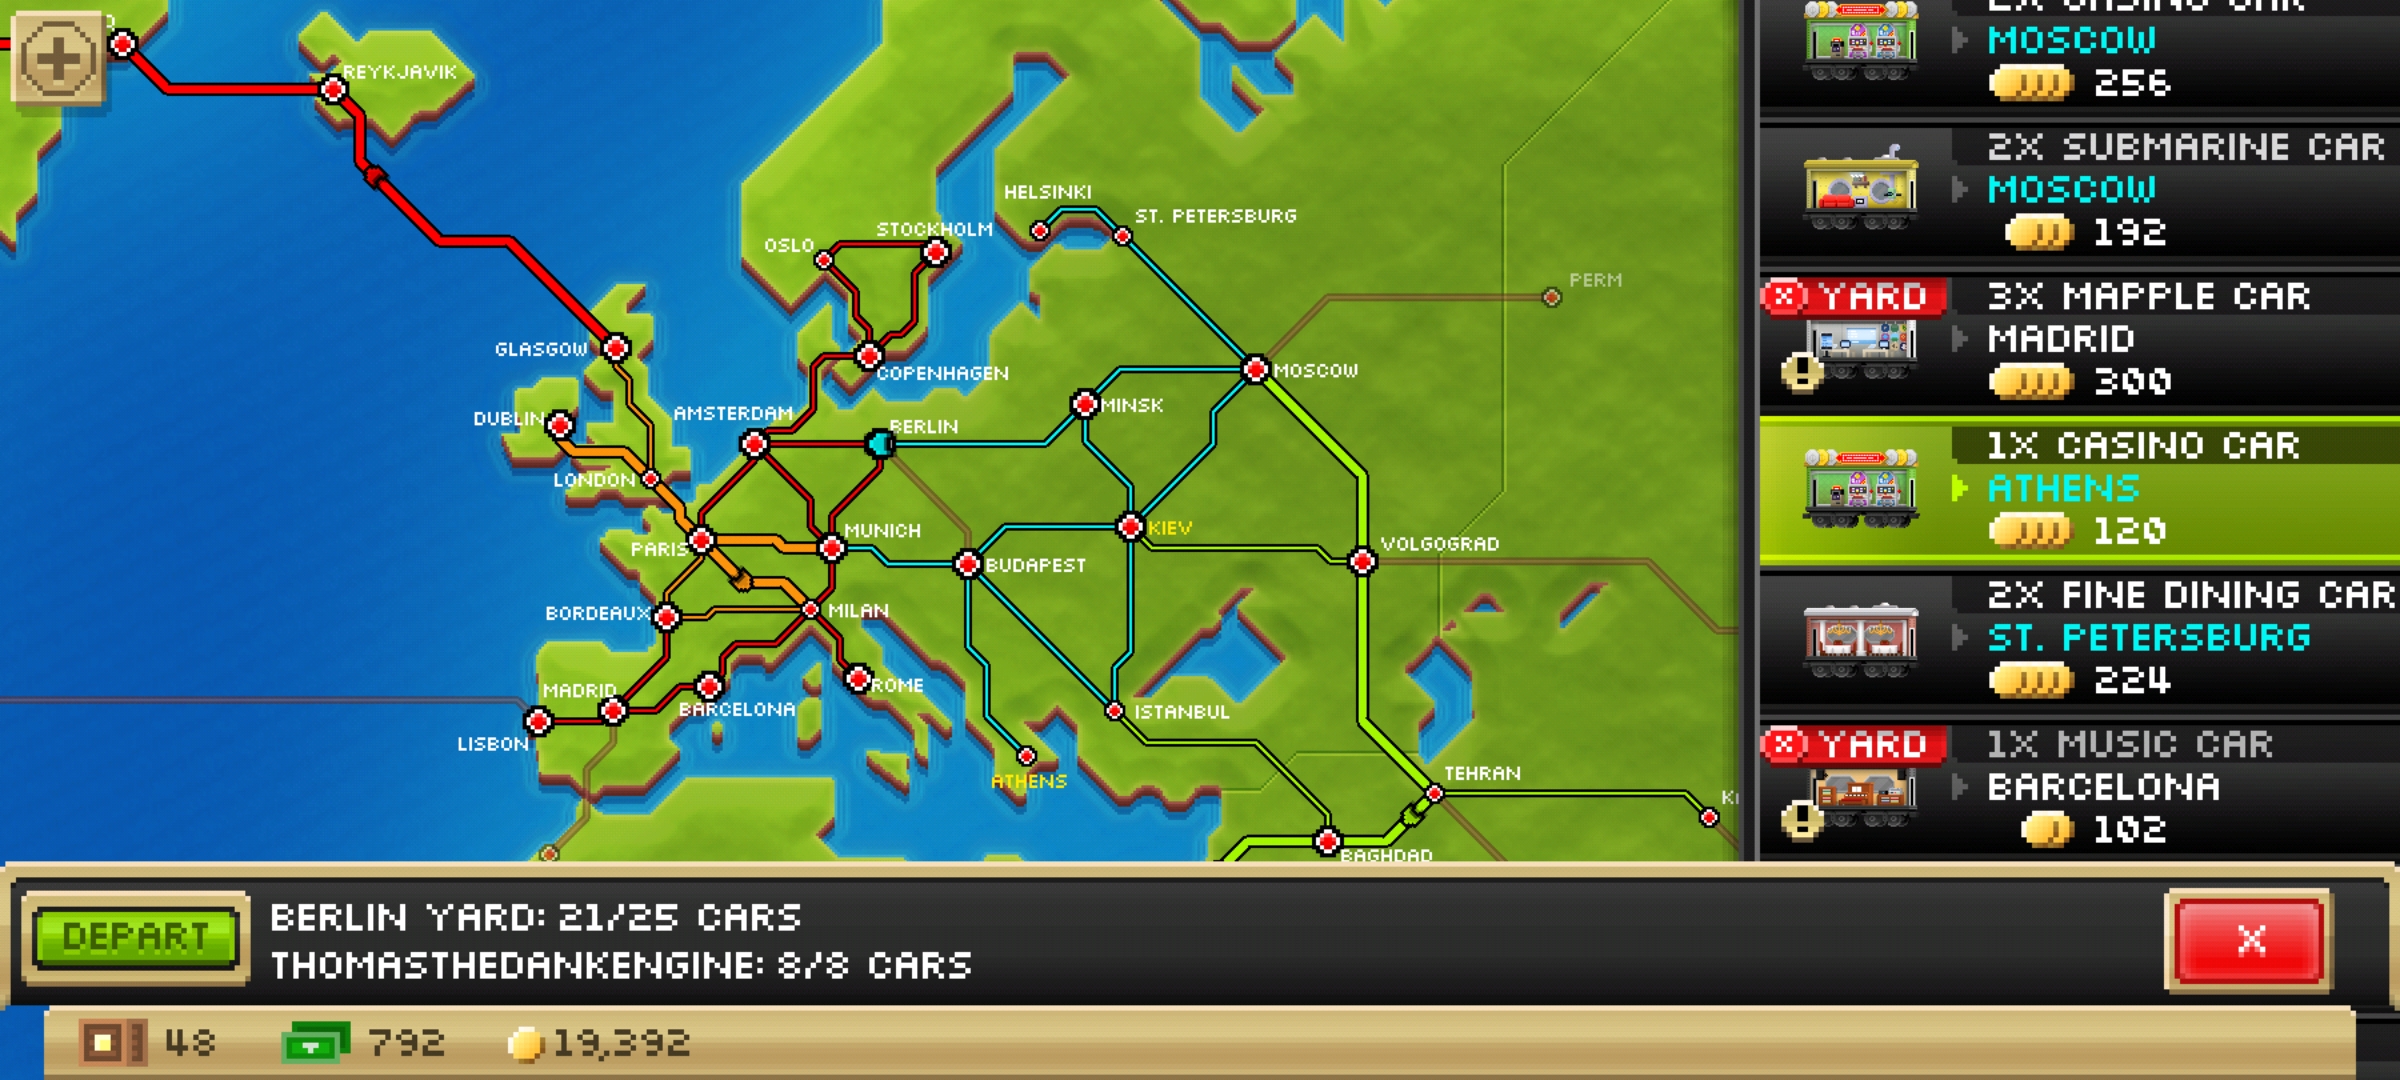 REYKJAVIK
HELSINKI
ST. PETERSBURG
STOCKHOLM
OSLO
PERM
GLASGOW
COPENHAGEN
MOSCOW
MINSK
AMSTERDAM
DUBLIN
BERLIN
LONDON
KIEV
MUNICH
PARIS
VOLGOGRAD
BUDAPEST
BORDEAUX
MILAN
MADRID
ROME
BARCELONA
ISTANBUL
LISBON
ATHENS
TEHRAN
BAGHDAD
2X CASINO CAR
MOSCOW
256
2X SUBMARINE CAR
MOSCOW
192
YARD
3X MAPPLE CAR
MADRID
300
1X CASINO CAR
ATHENS
120
2X FINE DINING CAR
ST. PETERSBURG
224
YARD
1X MUSIC CAR
BARCELONA
102
DEPART
BERLIN YARD: 21/25 CARS
THOMASTHEDANKENGINE: 8/8 CARS
X
48
792
19,392